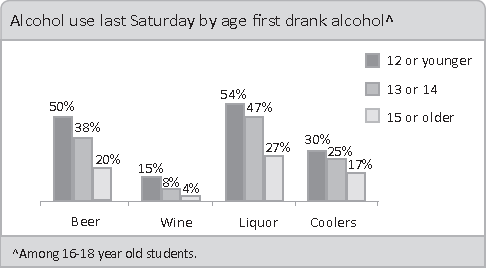 Alcohol use last Saturday by age first drank alcohol^
12 or younger
13 or 14
15 or older
50%
38%
20%
15%
8%
4%
54%
47%
27%
30%
25%
17%
Beer
Wine
Liquor
Coolers
^Among 16-18 year old students.